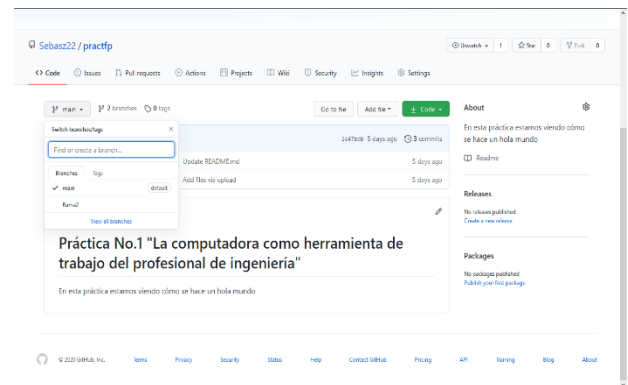 Sebasz22 / practfp
Unwatch 1 Star 0 Fork 0
Code Issues Pull requests Actions Projects Wiki Security Insights Settings
main 2 branches 0 tags Go to file Add file Code
About
Switch branches/tags
En esta práctica estamos viendo cómo
se hace un hola mundo
Find or create a branch...
5 days ago 3 commits
Readme
Update README.md 5 days ago
Branches Tags
Add files via upload 5 days ago
main default
Rama2
View all branches
Releases
No releases published
Create a new release
Práctica No.1 "La computadora como herramienta de
trabajo del profesional de ingeniería"
En esta práctica estamos viendo cómo se hace un hola mundo
Packages
No packages published
Publish your first package
© 2020 GitHub, Inc. Terms Privacy Security Status Help Contact GitHub Pricing API Training Blog About